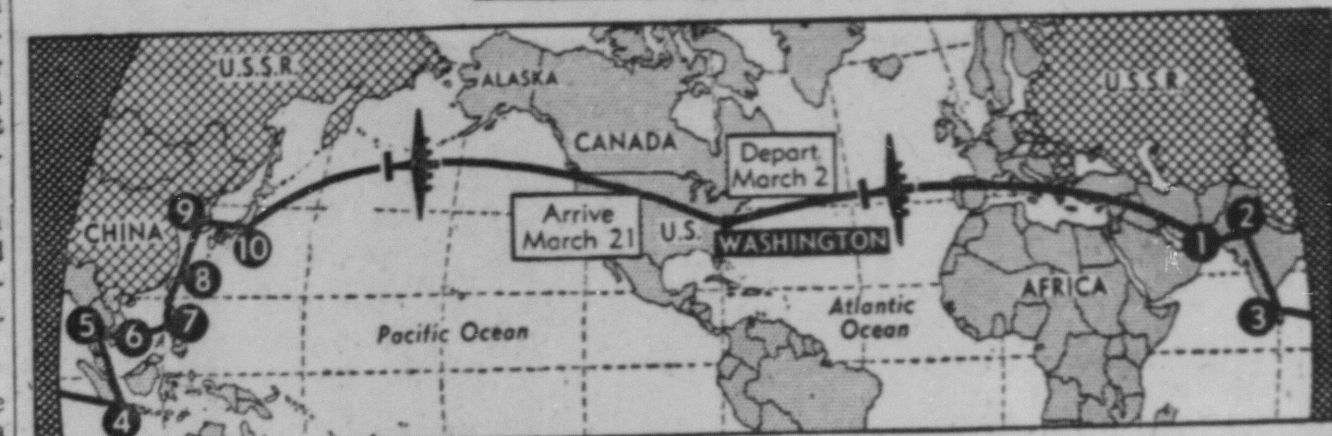 U.S.S.R.
ALASKA
CANADA
Depart
March 2
U.S.S.R.
CHINA
9
10
Arrive
March 21
U.S.
WASHINGTON
1
2
8
AFRICA
5
6
7
Pacific Ocean
Atlantic
Ocean
3
4